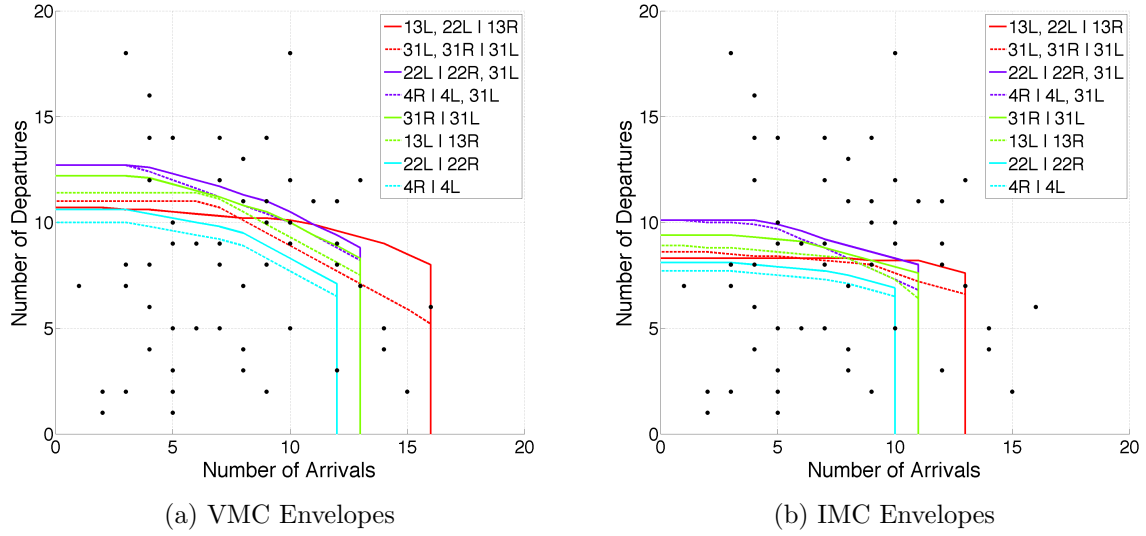 20
15
10
5
0
Number of Departures
0
5
10
15
20
Number of Arrivals
13L, 22L I 13R
31L, 31R I 31L
22L I 22R, 31L
4R I 4L, 31L
31R I 31L
13L I 13R
22L I 22R
4R I 4L
(a) VMC Envelopes
20
15
10
5
0
Number of Departures
0
5
10
15
20
Number of Arrivals
13L, 22L I 13R
31L, 31R I 31L
22L I 22R, 31L
4R I 4L, 31L
31R I 31L
13L I 13R
22L I 22R
4R I 4L
(b) IMC Envelopes